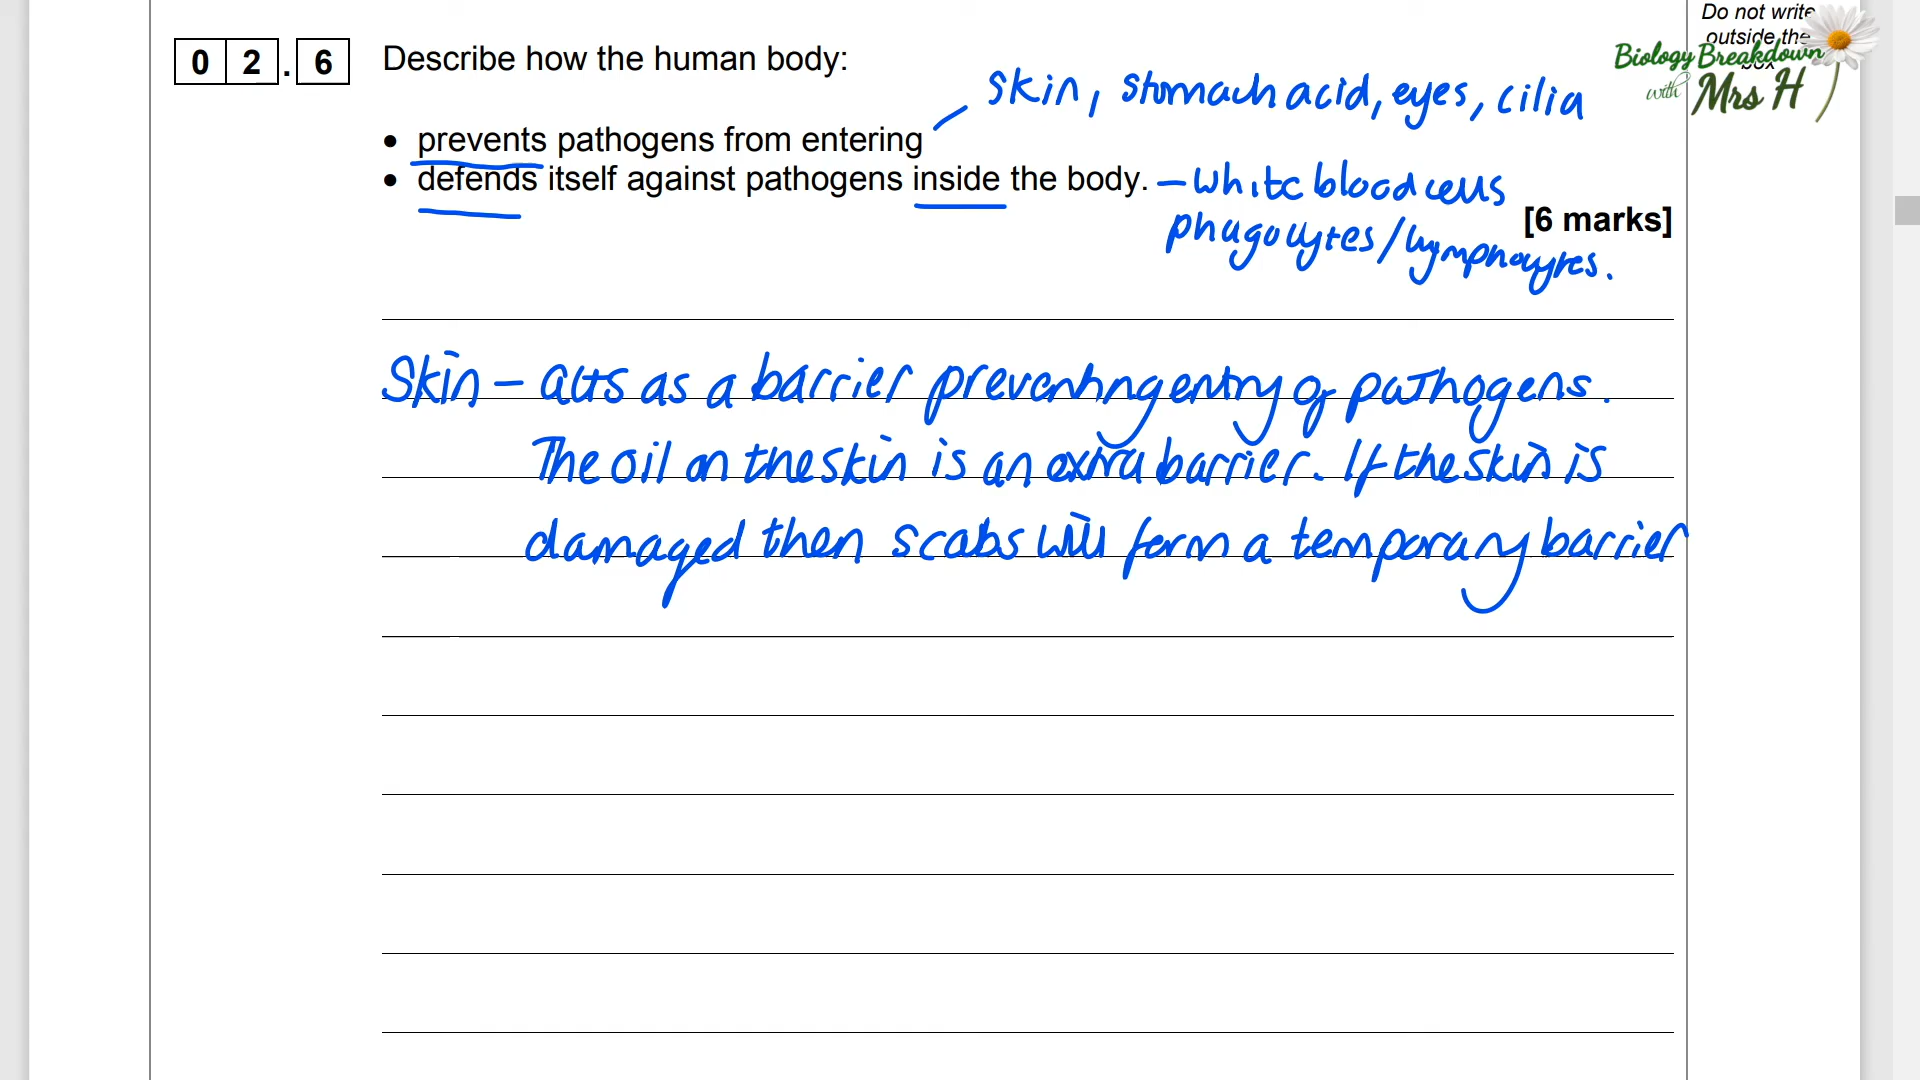 Do not write
outside the
box
Biology Breakdown
with Mrs H
0 2 . 6 Describe how the human body:
Skin, stomach acid, eyes, cilia
• prevents pathogens from entering
• defends itself against pathogens inside the body. - White blood cells
[6 marks]
phagocytes/lymphocytes.
Skin - acts as a barrier preventing entry of pathogens.
The oil on the skin is an extra barrier. If the skin is
damaged then scabs will form a temporary barrier